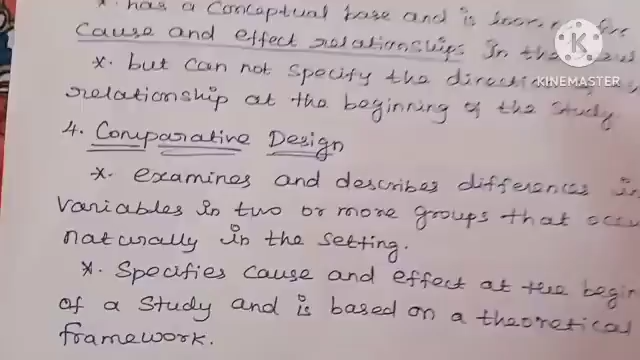 *. has a Conceptual base and is
Cause and effect relationships in the
*. but can not specify the
relationship at the beginning of the study
4. Comparative Design
*. examines and describes differences in
variables in two or more groups that
naturally in the setting.
*. Specifies cause and effect at the
of a study and is based on a theoretical
framework.
K
KINEMASTER